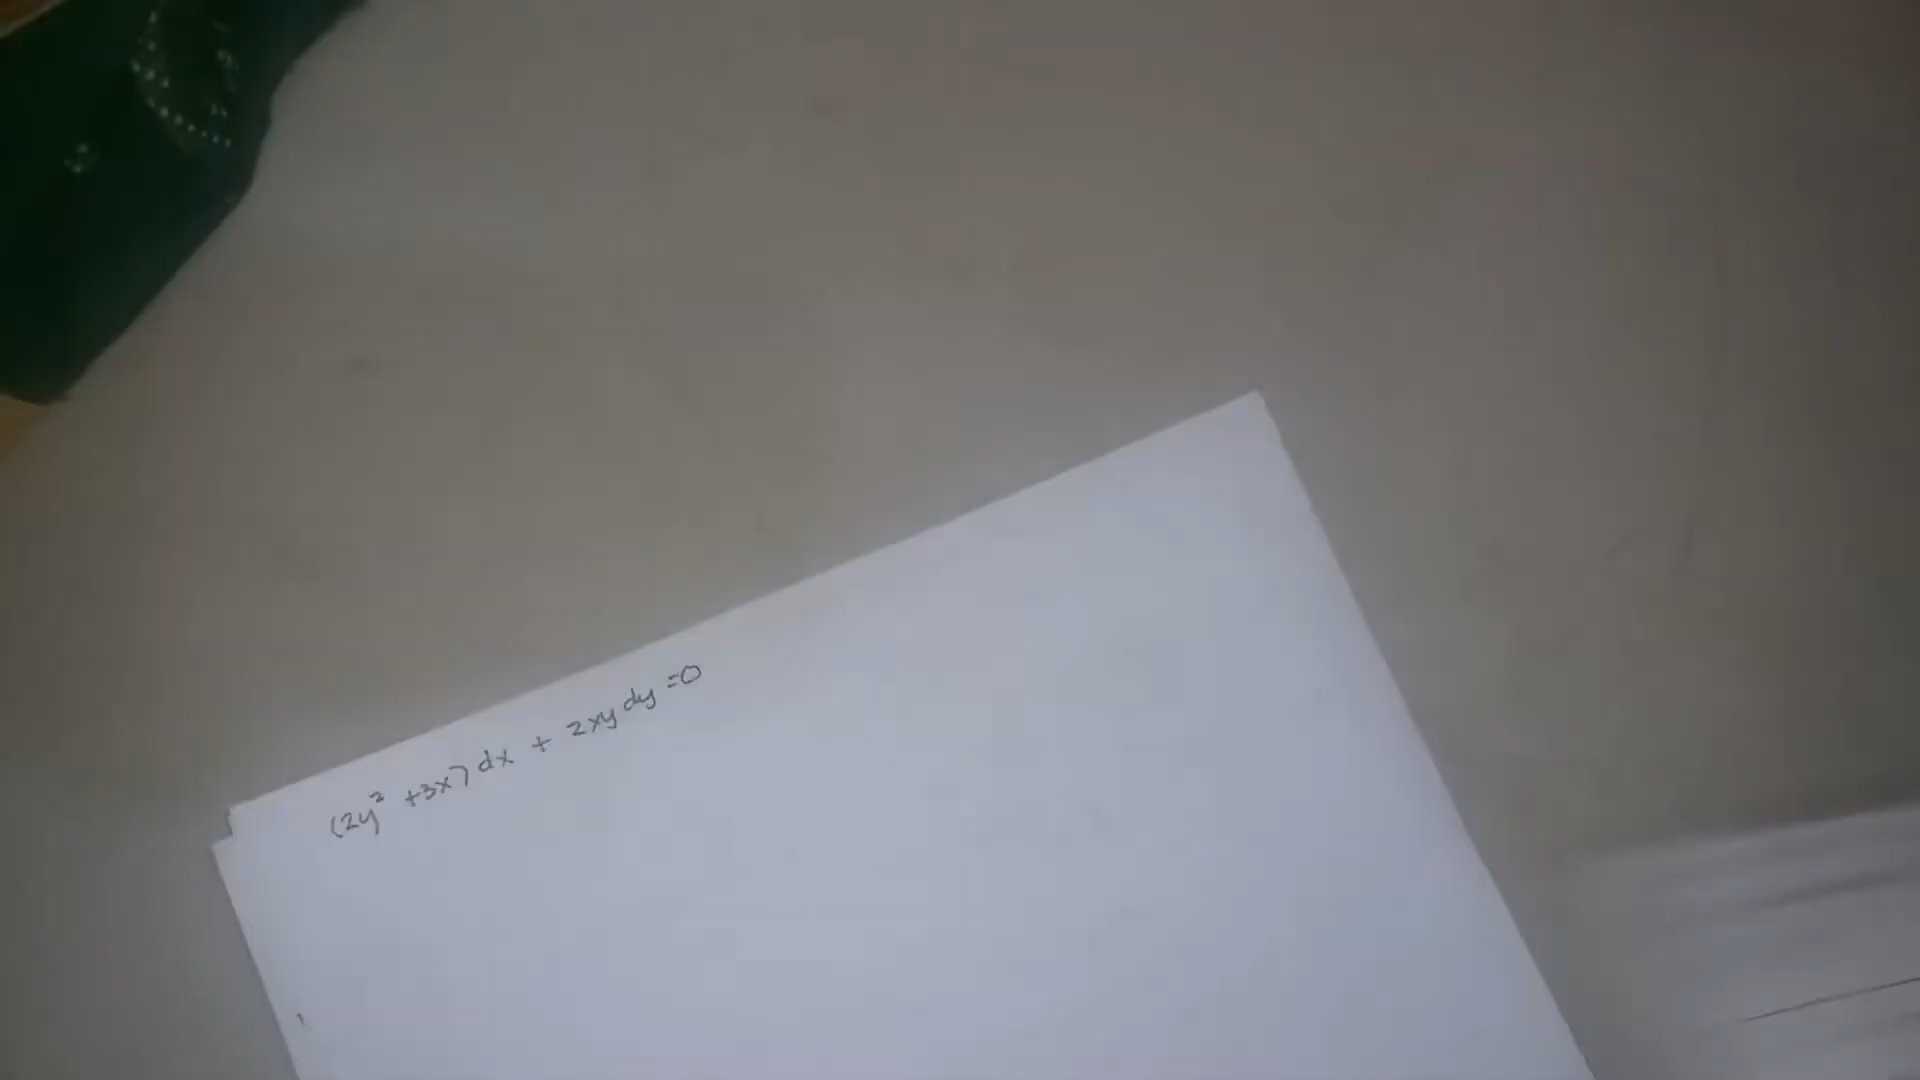 (2y² +3x) dx + 2xy dy =0